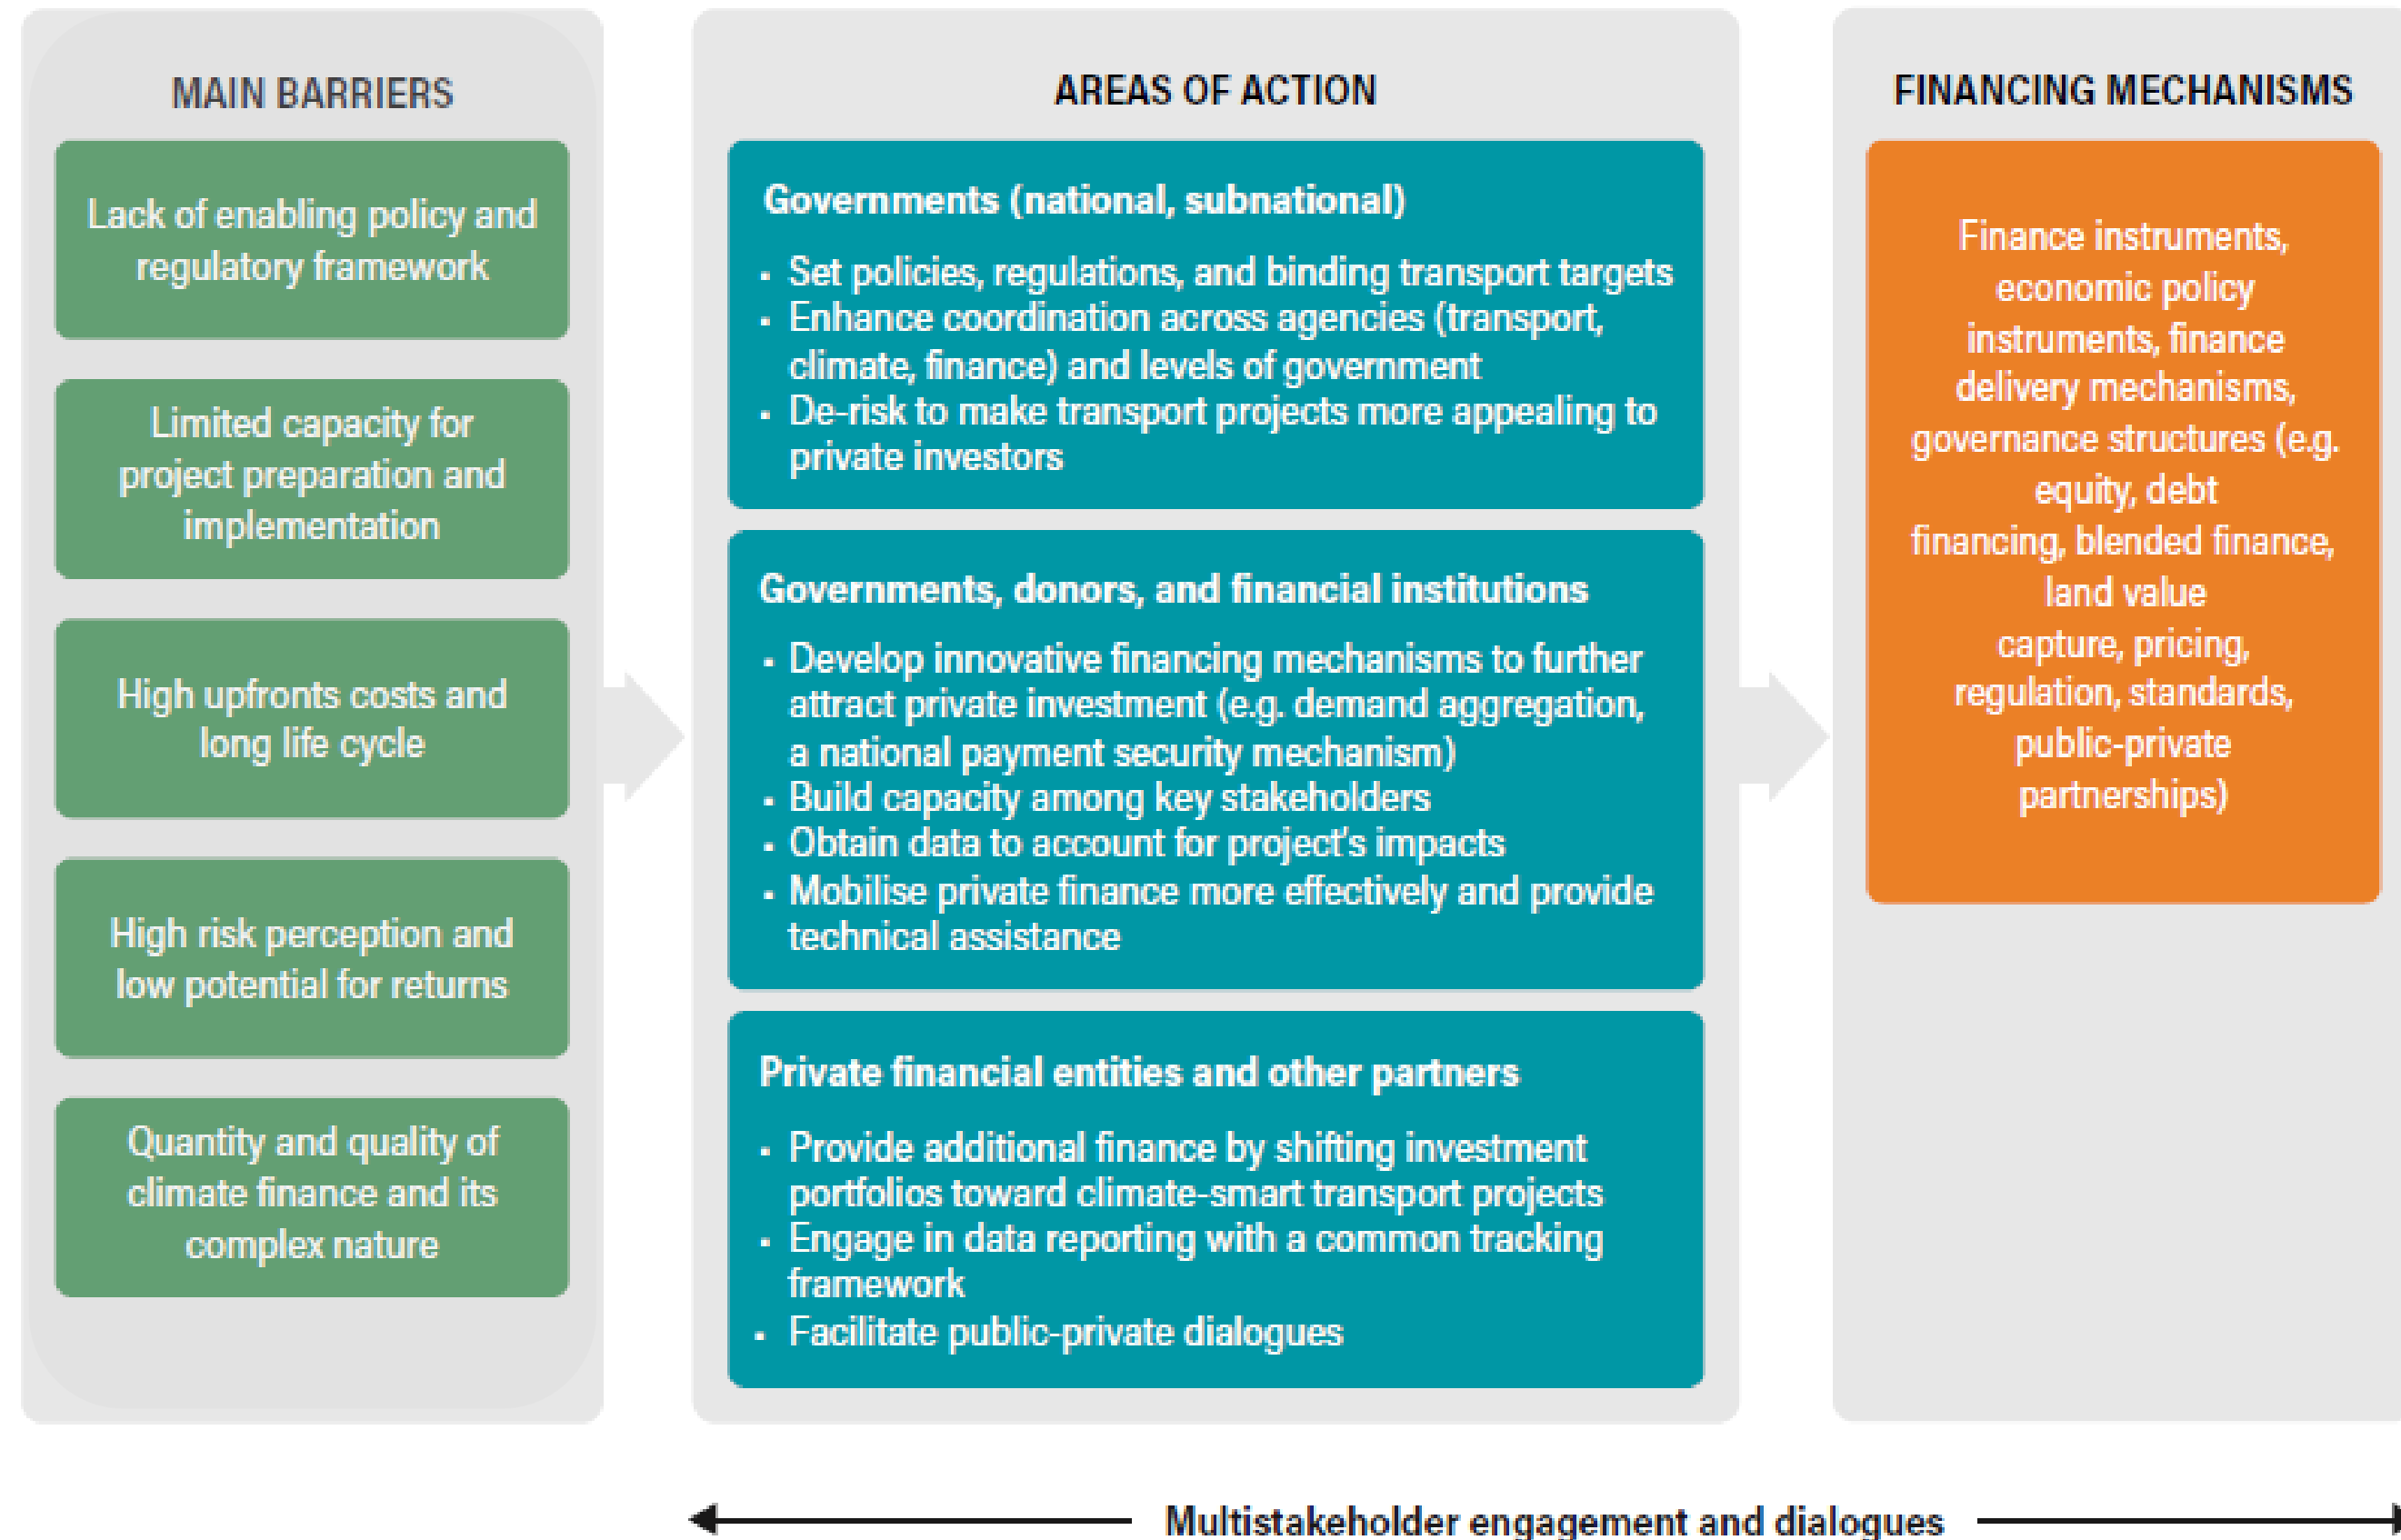 MAIN BARRIERS
Lack of enabling policy and
regulatory framework
Limited capacity for
project preparation and
implementation
High upfronts costs and
long life cycle
High risk perception and
low potential for returns
Quantity and quality of
climate finance and its
complex nature
AREAS OF ACTION
Governments (national, subnational)
▪ Set policies, regulations, and binding transport targets
▪ Enhance coordination across agencies (transport,
climate, finance) and levels of government
▪ De-risk to make transport projects more appealing to
private investors
Governments, donors, and financial institutions
▪ Develop innovative financing mechanisms to further
attract private investment (e.g. demand aggregation,
a national payment security mechanism)
▪ Build capacity among key stakeholders
▪ Obtain data to account for project's impacts
▪ Mobilise private finance more effectively and provide
technical assistance
Private financial entities and other partners
▪ Provide additional finance by shifting investment
portfolios toward climate-smart transport projects
▪ Engage in data reporting with a common tracking
framework
▪ Facilitate public-private dialogues
FINANCING MECHANISMS
Finance instruments,
economic policy
instruments, finance
delivery mechanisms,
governance structures (e.g.
equity, debt
financing, blended finance,
land value
capture, pricing,
regulation, standards,
public-private
partnerships)
Multistakeholder engagement and dialogues